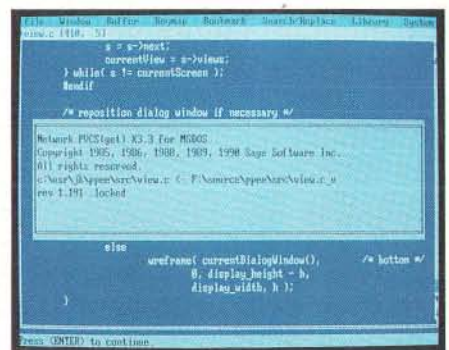 File Window Buffer Keymap Bookmark Search/Replace Library System
view.c [410, 5]
s = s->next;
currentView = s->views;
} while( s != currentScreen );
#endif
/* reposition dialog window if necessary */
Network PVCS(get) X3.3 for MSDOS
Copyright 1985, 1986, 1988, 1989, 1990 Sage Software Inc.
All rights reserved.
c:\usr\jk\ppee\src\view.c <- F:\source\ppee\src\view.c_v
rev 1.191 locked
else
wreframe( currentDialogWindow(), /* bottom */
0, display_height - h,
display_width, h );
}
Press <ENTER> to continue.